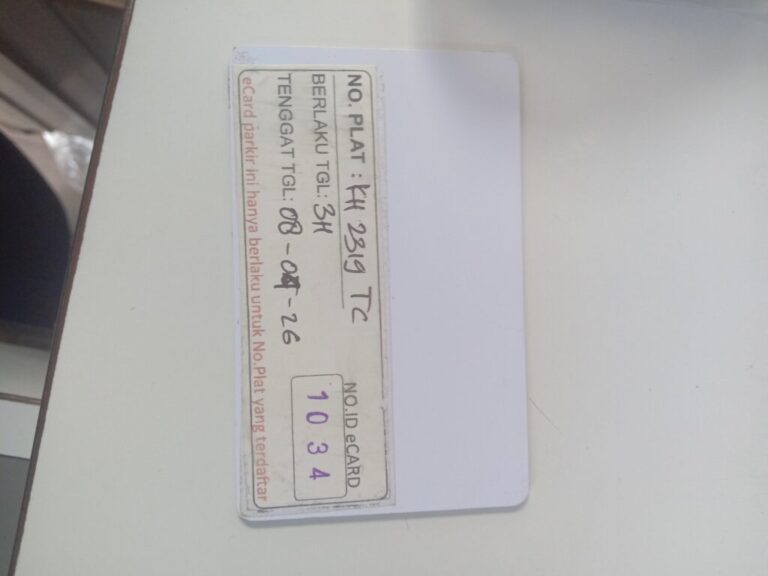 NO. PLAT : KH 2319 TC
BERLAKU TGL: 3H
TENGGAT TGL: 08-04-26
NO.ID eCARD
1034
eCard parkir ini hanya berlaku untuk No.Plat yang terdaftar